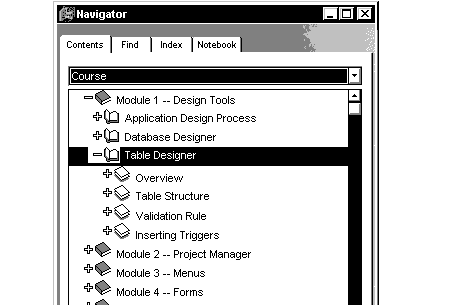 Navigator
Contents Find Index Notebook
Course
Module 1 -- Design Tools
Application Design Process
Database Designer
Table Designer
Overview
Table Structure
Validation Rule
Inserting Triggers
Module 2 -- Project Manager
Module 3 -- Menus
Module 4 -- Forms